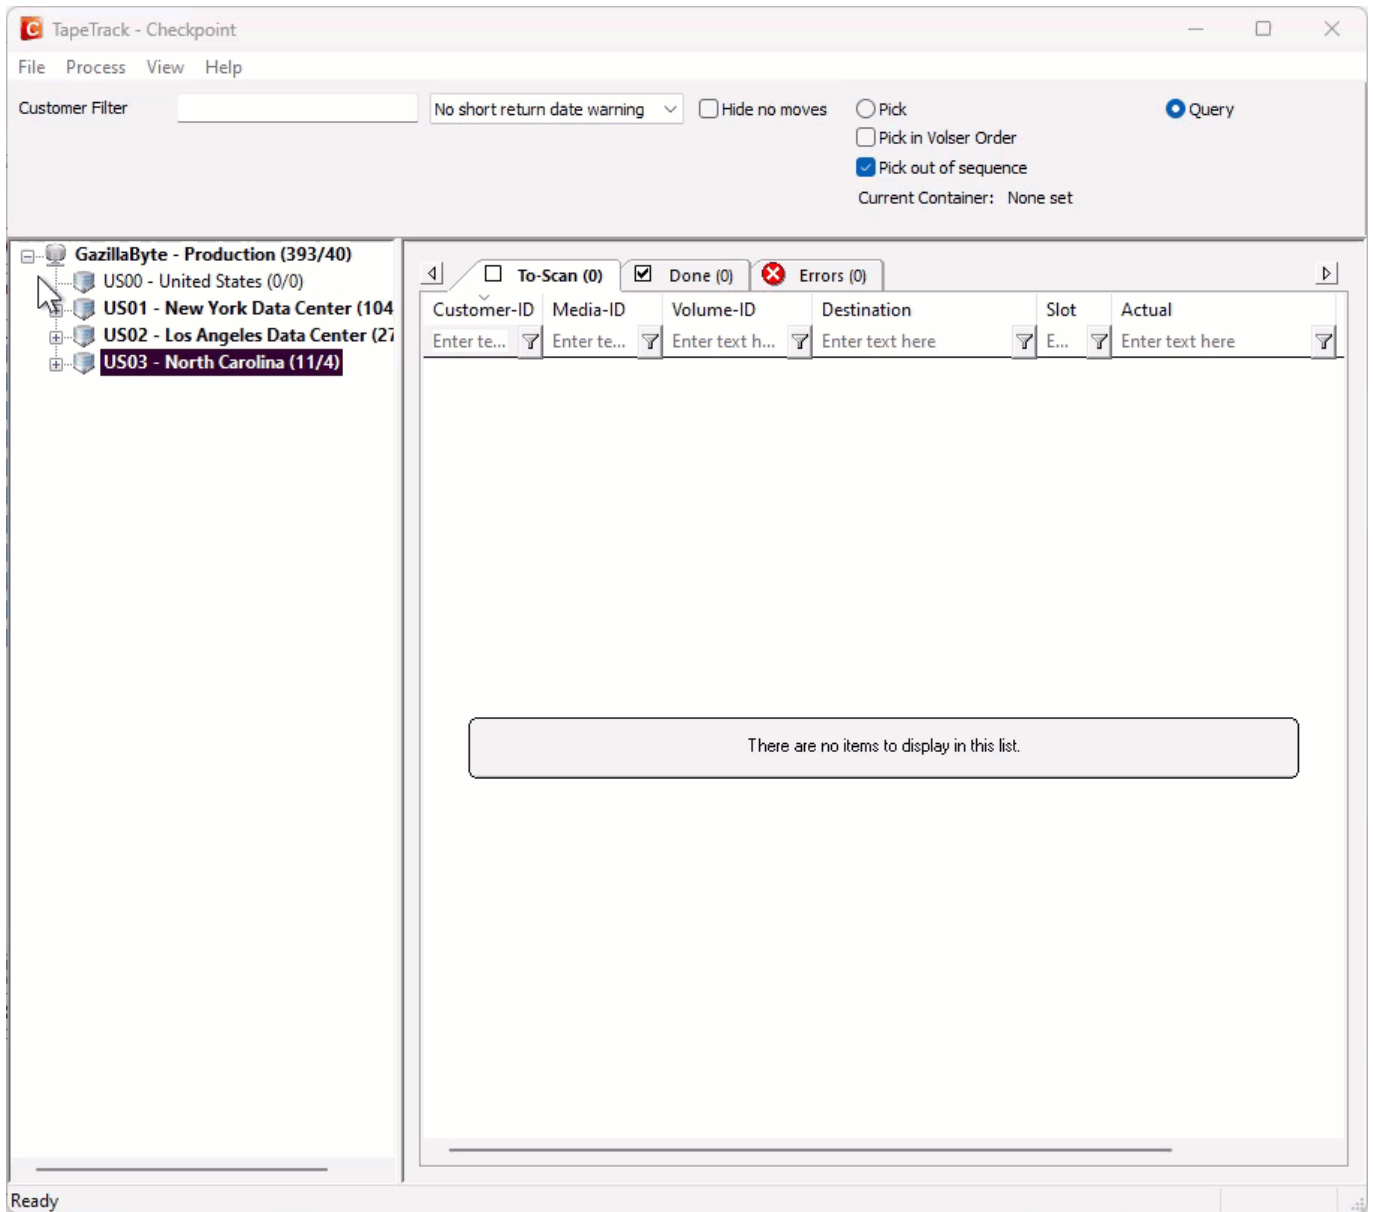 TapeTrack - Checkpoint
File Process View Help
Customer Filter No short return date warning Hide no moves Pick Query
Pick in Volser Order
Pick out of sequence
Current Container: None set
GazillaByte - Production (393/40)
US00 - United States (0/0)
US01 - New York Data Center (104
US02 - Los Angeles Data Center (27
US03 - North Carolina (11/4)
To-Scan (0) Done (0) Errors (0)
Customer-ID Media-ID Volume-ID Destination Slot Actual
Enter te... Enter te... Enter text h... Enter text here E... Enter text here
There are no items to display in this list.
Ready